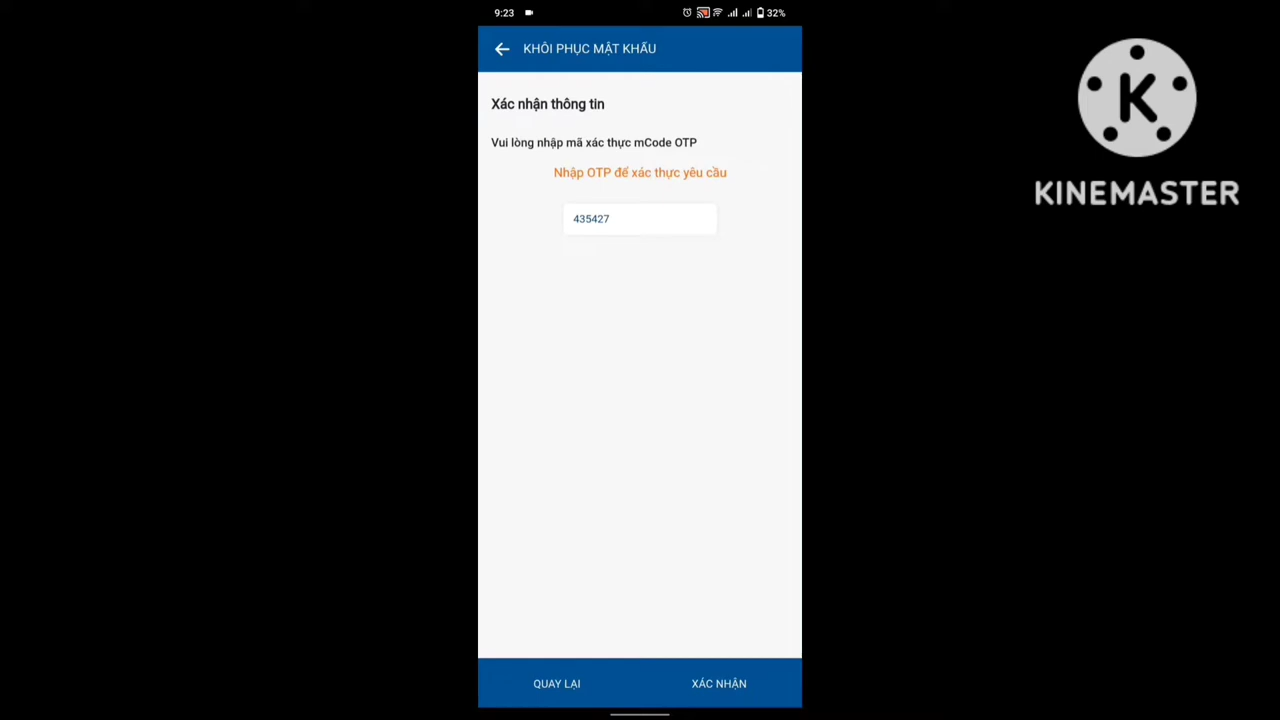 9:23
32%
KHÔI PHỤC MẬT KHẨU
Xác nhận thông tin
Vui lòng nhập mã xác thực mCode OTP
Nhập OTP để xác thực yêu cầu
435427
QUAY LẠI
XÁC NHẬN
K
KINEMASTER